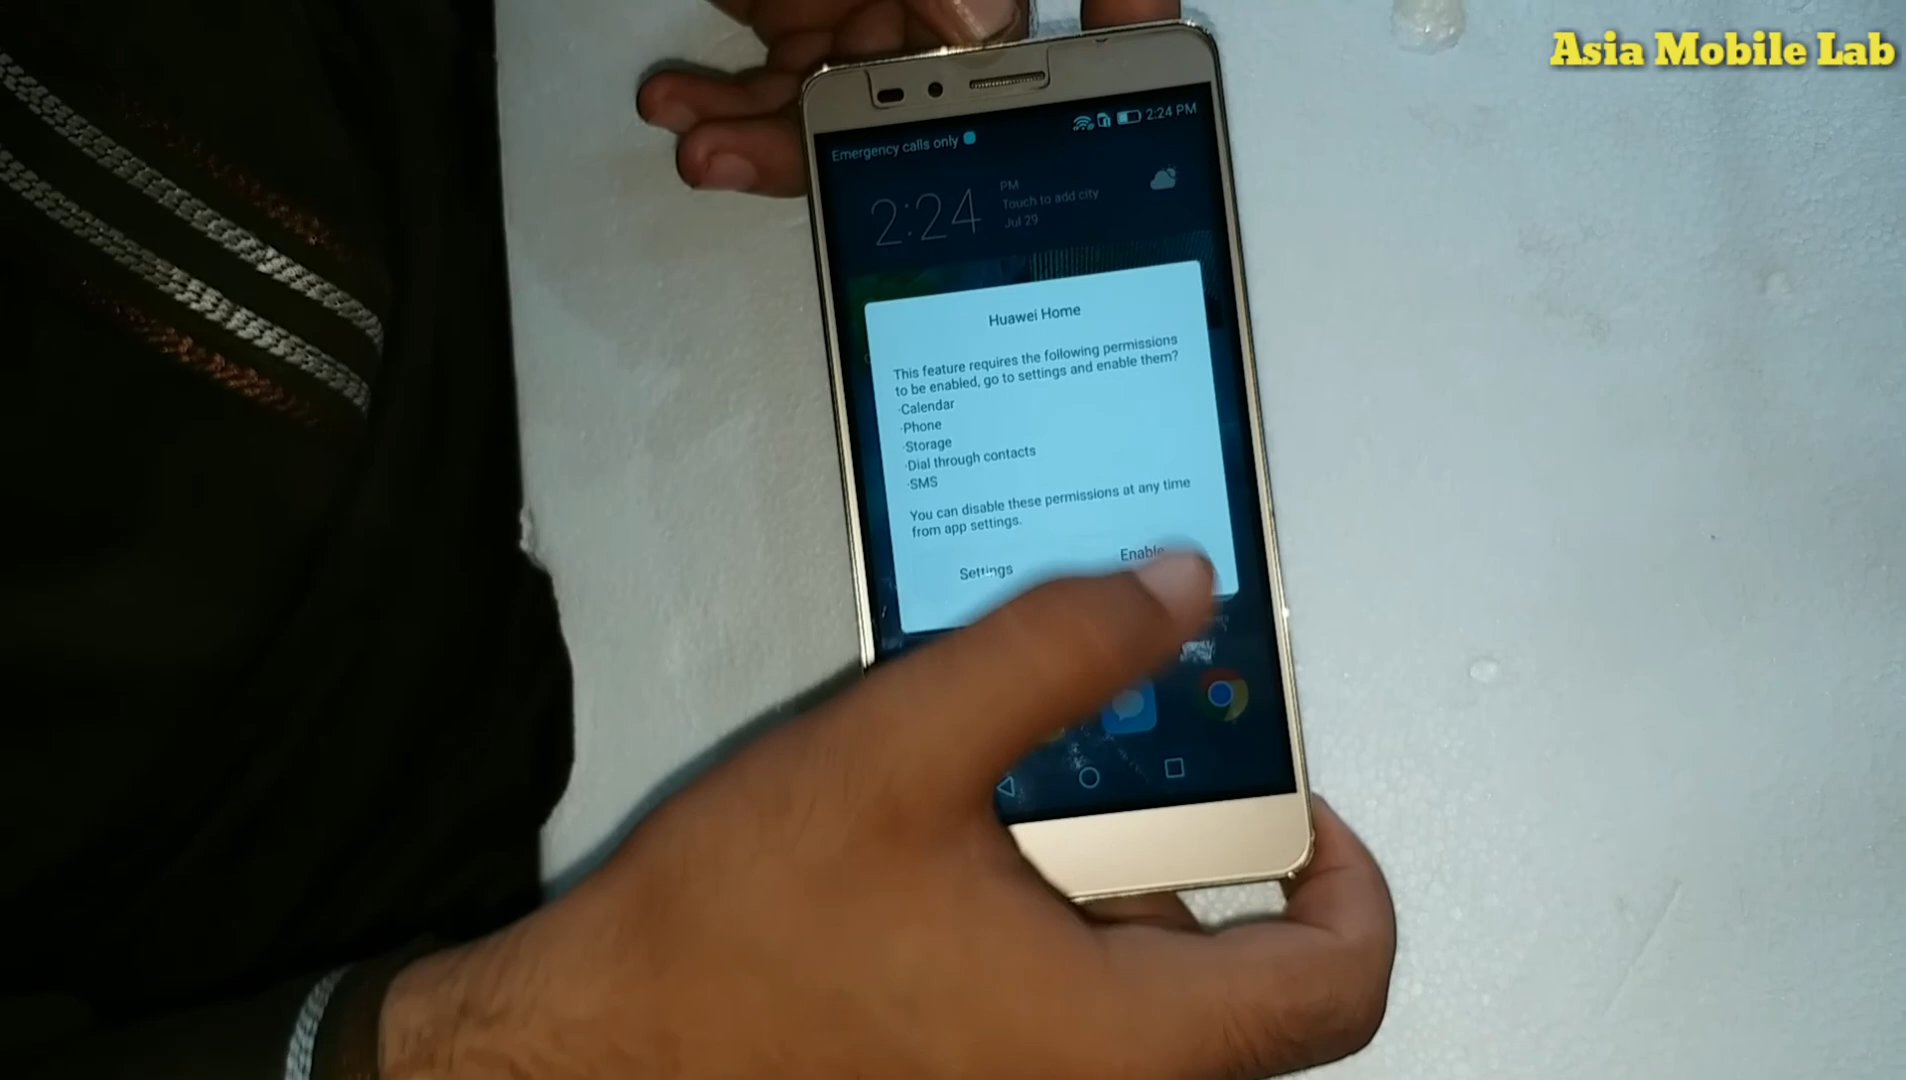 Asia Mobile Lab
Emergency calls only
2:24 PM
2:24
PM
Touch to add city
Jul 29
Huawei Home
This feature requires the following permissions
to be enabled, go to settings and enable them?
·Calendar
·Phone
·Storage
·Dial through contacts
·SMS
You can disable these permissions at any time
from app settings.
Settings
Enable